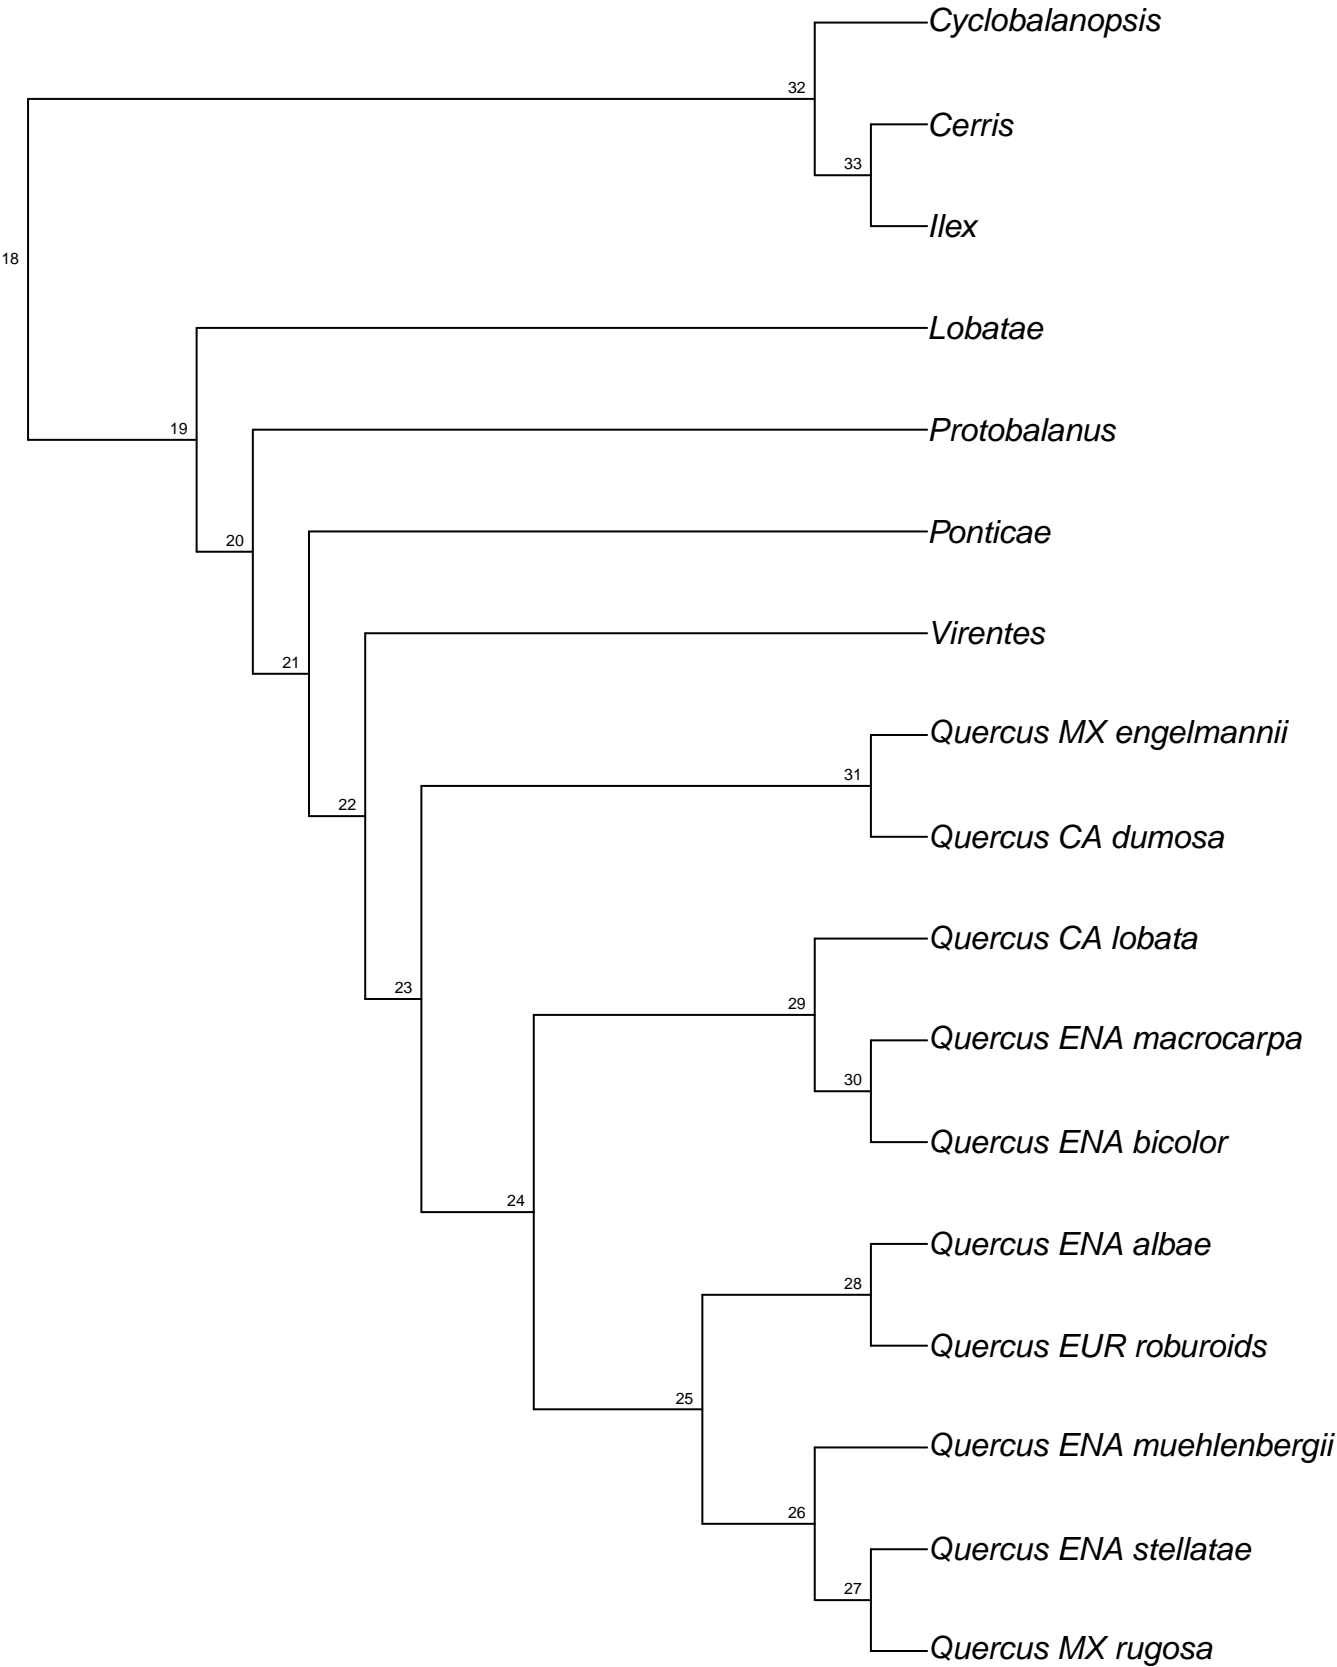 Cyclobalanopsis
32
Cerris
33
Ilex
18
Lobatae
19
Protobalanus
20
Ponticae
21
Virentes
Quercus MX engelmannii
31
22
Quercus CA dumosa
Quercus CA lobata
23
29
Quercus ENA macrocarpa
30
Quercus ENA bicolor
24
Quercus ENA albae
28
Quercus EUR roburoids
25
Quercus ENA muehlenbergii
26
Quercus ENA stellatae
27
Quercus MX rugosa